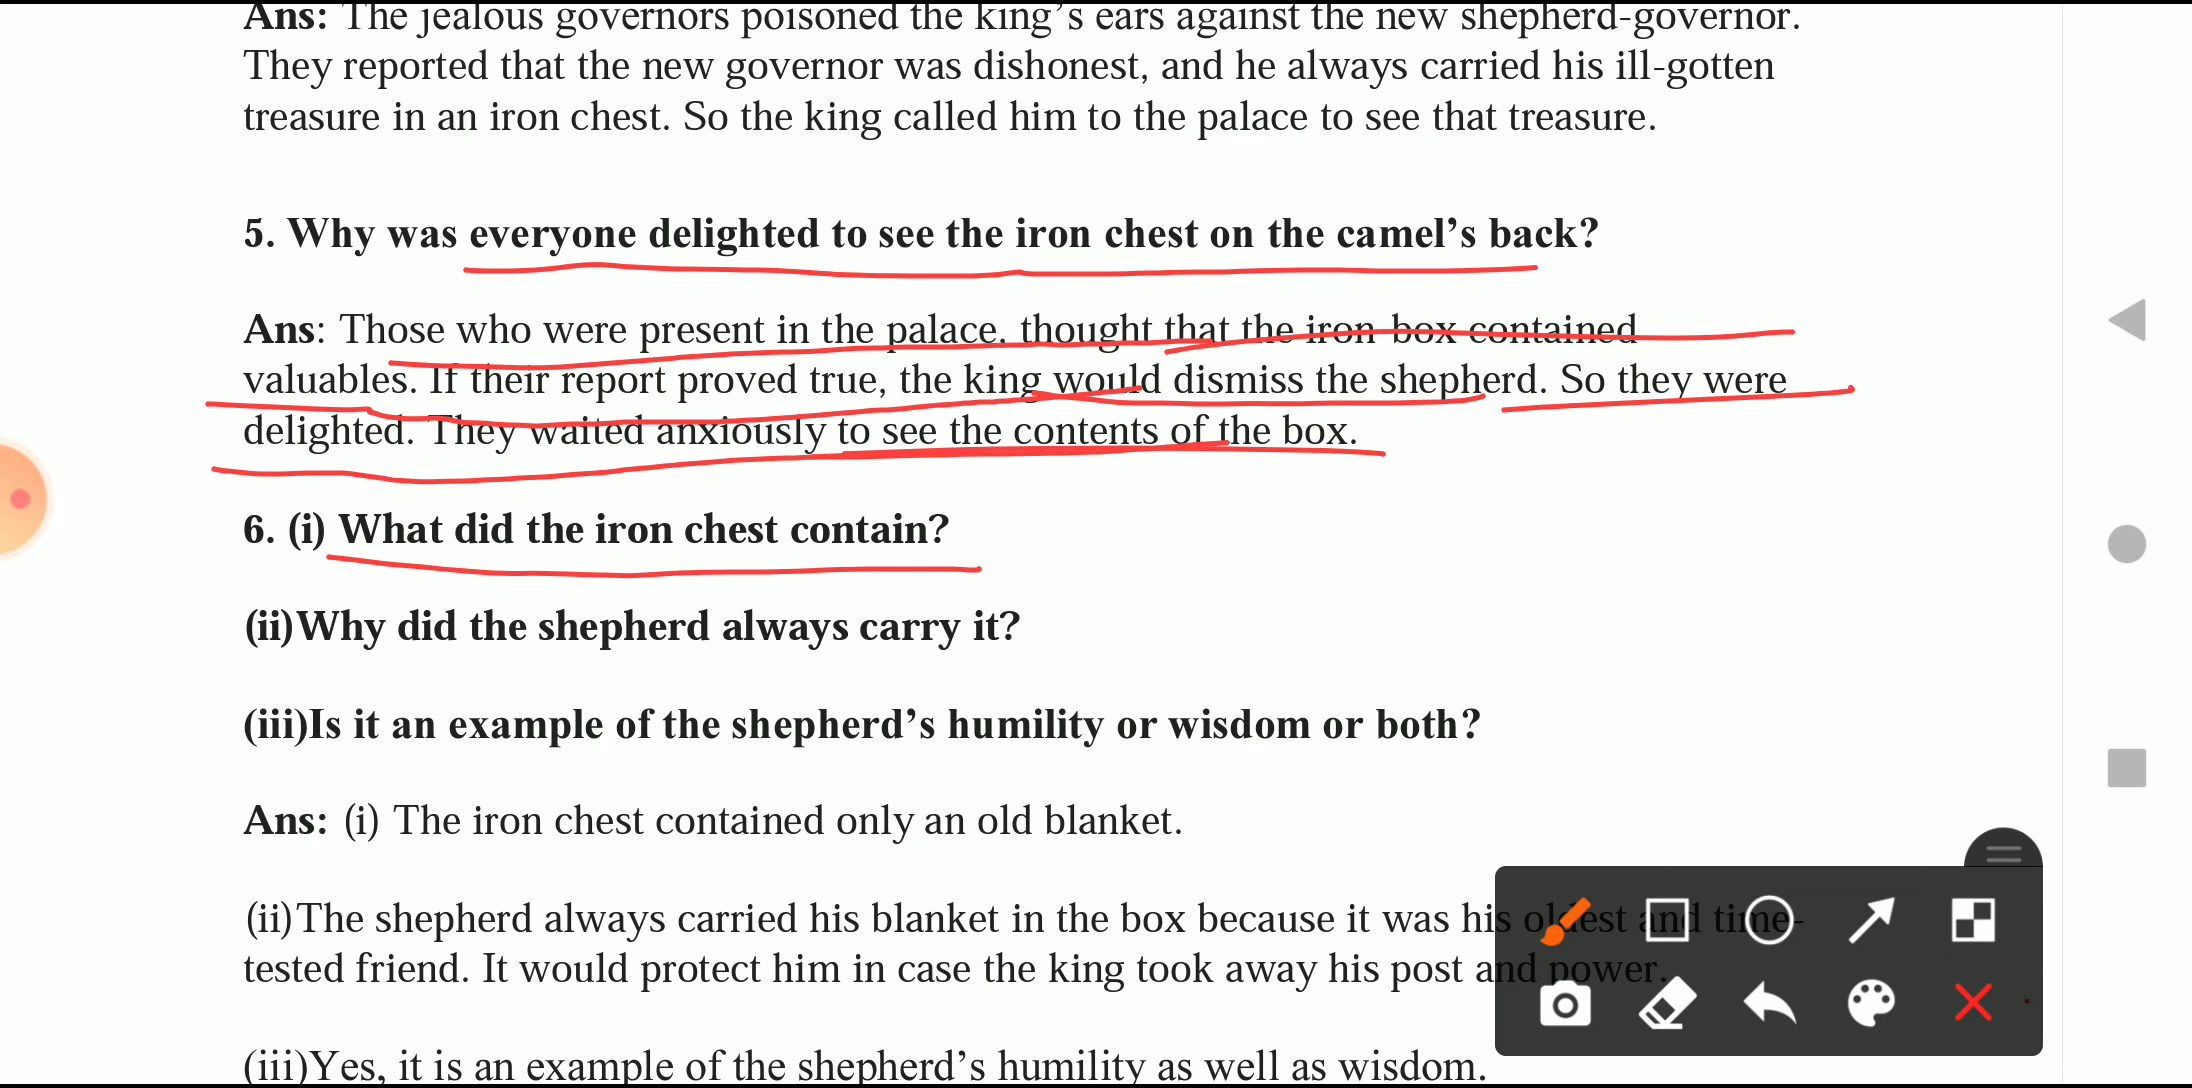 Ans: The jealous governors poisoned the king’s ears against the new shepherd-governor.
They reported that the new governor was dishonest, and he always carried his ill-gotten
treasure in an iron chest. So the king called him to the palace to see that treasure.
5. Why was everyone delighted to see the iron chest on the camel’s back?
Ans: Those who were present in the palace, thought that the iron box contained
valuables. If their report proved true, the king would dismiss the shepherd. So they were
delighted. They waited anxiously to see the contents of the box.
6. (i) What did the iron chest contain?
(ii)Why did the shepherd always carry it?
(iii)Is it an example of the shepherd’s humility or wisdom or both?
Ans: (i) The iron chest contained only an old blanket.
(ii)The shepherd always carried his blanket in the box because it was his oldest and time-
tested friend. It would protect him in case the king took away his post and power.
(iii)Yes, it is an example of the shepherd’s humility as well as wisdom.